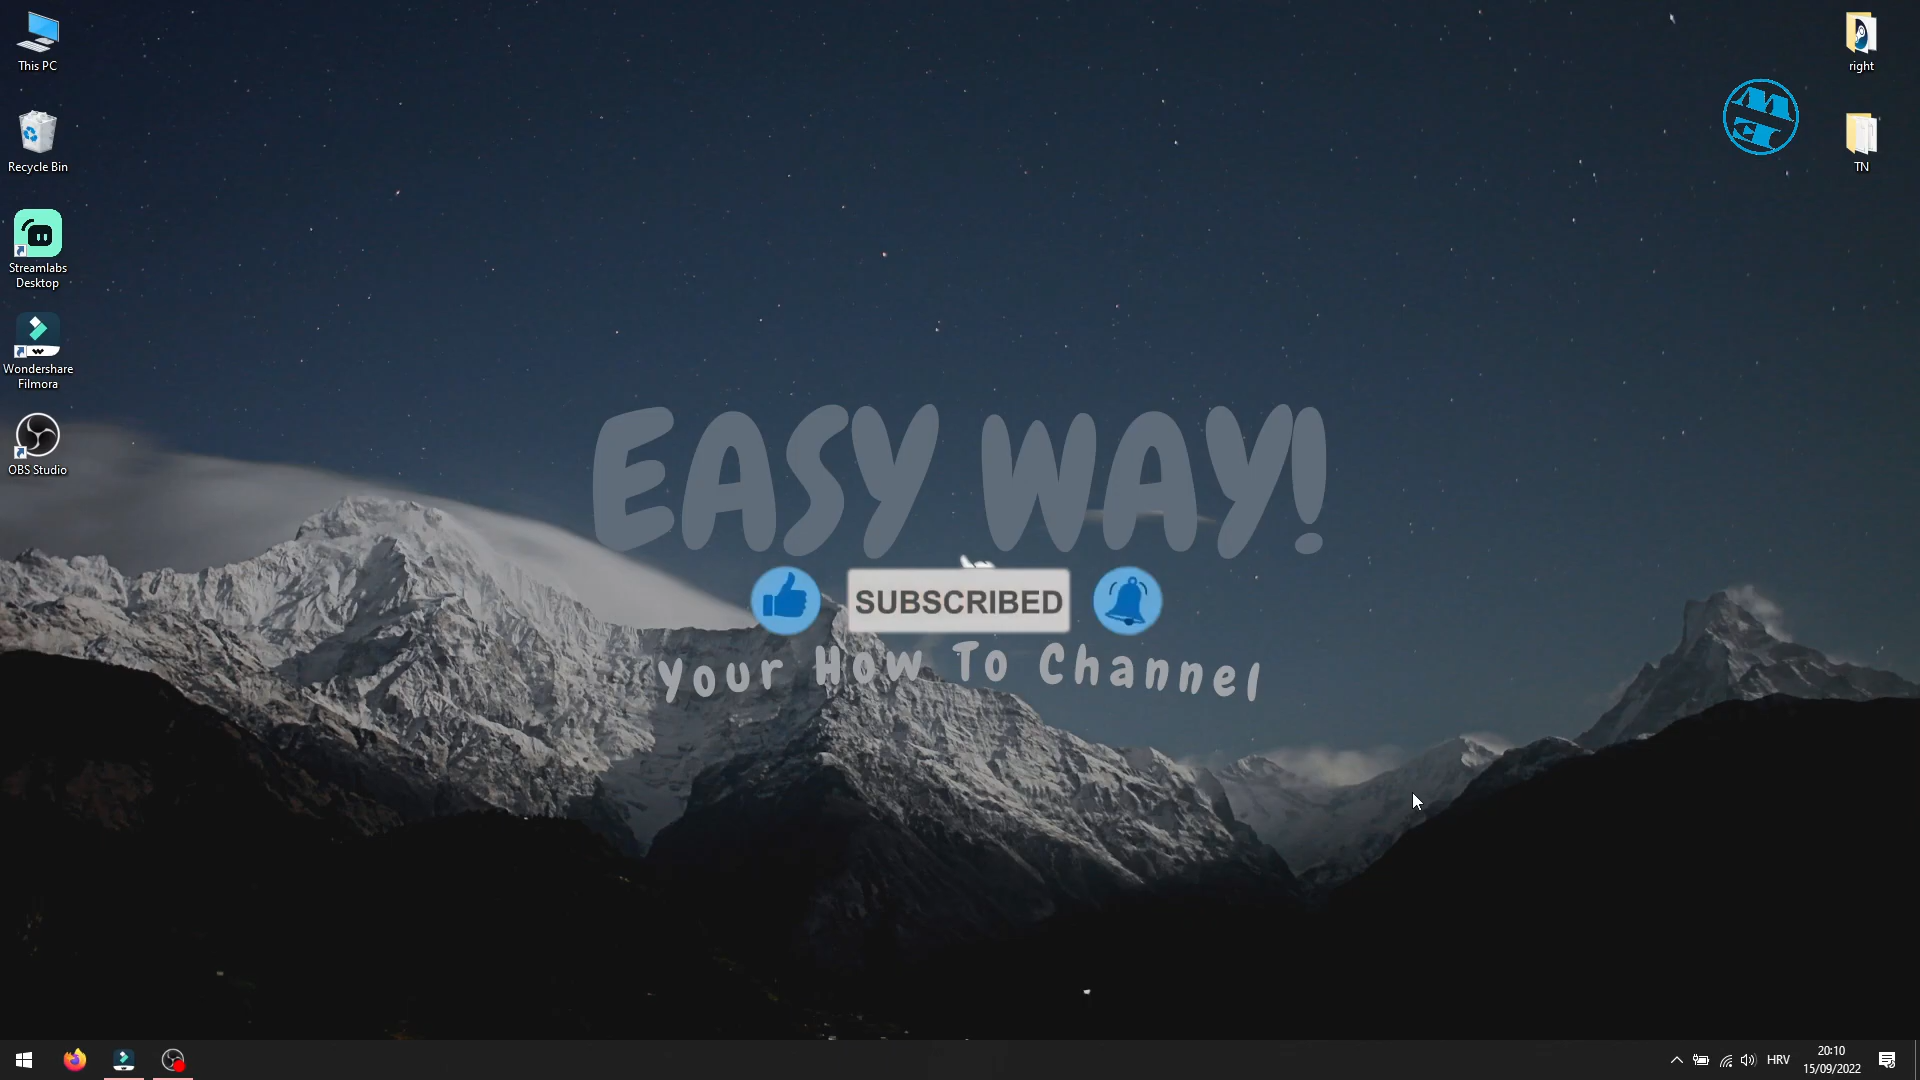 This PC
Recycle Bin
Streamlabs
Desktop
Wondershare
Filmora
OBS Studio
right
TN
EASY WAY!
SUBSCRIBED
Your How To Channel
HRV
20:10
15/09/2022